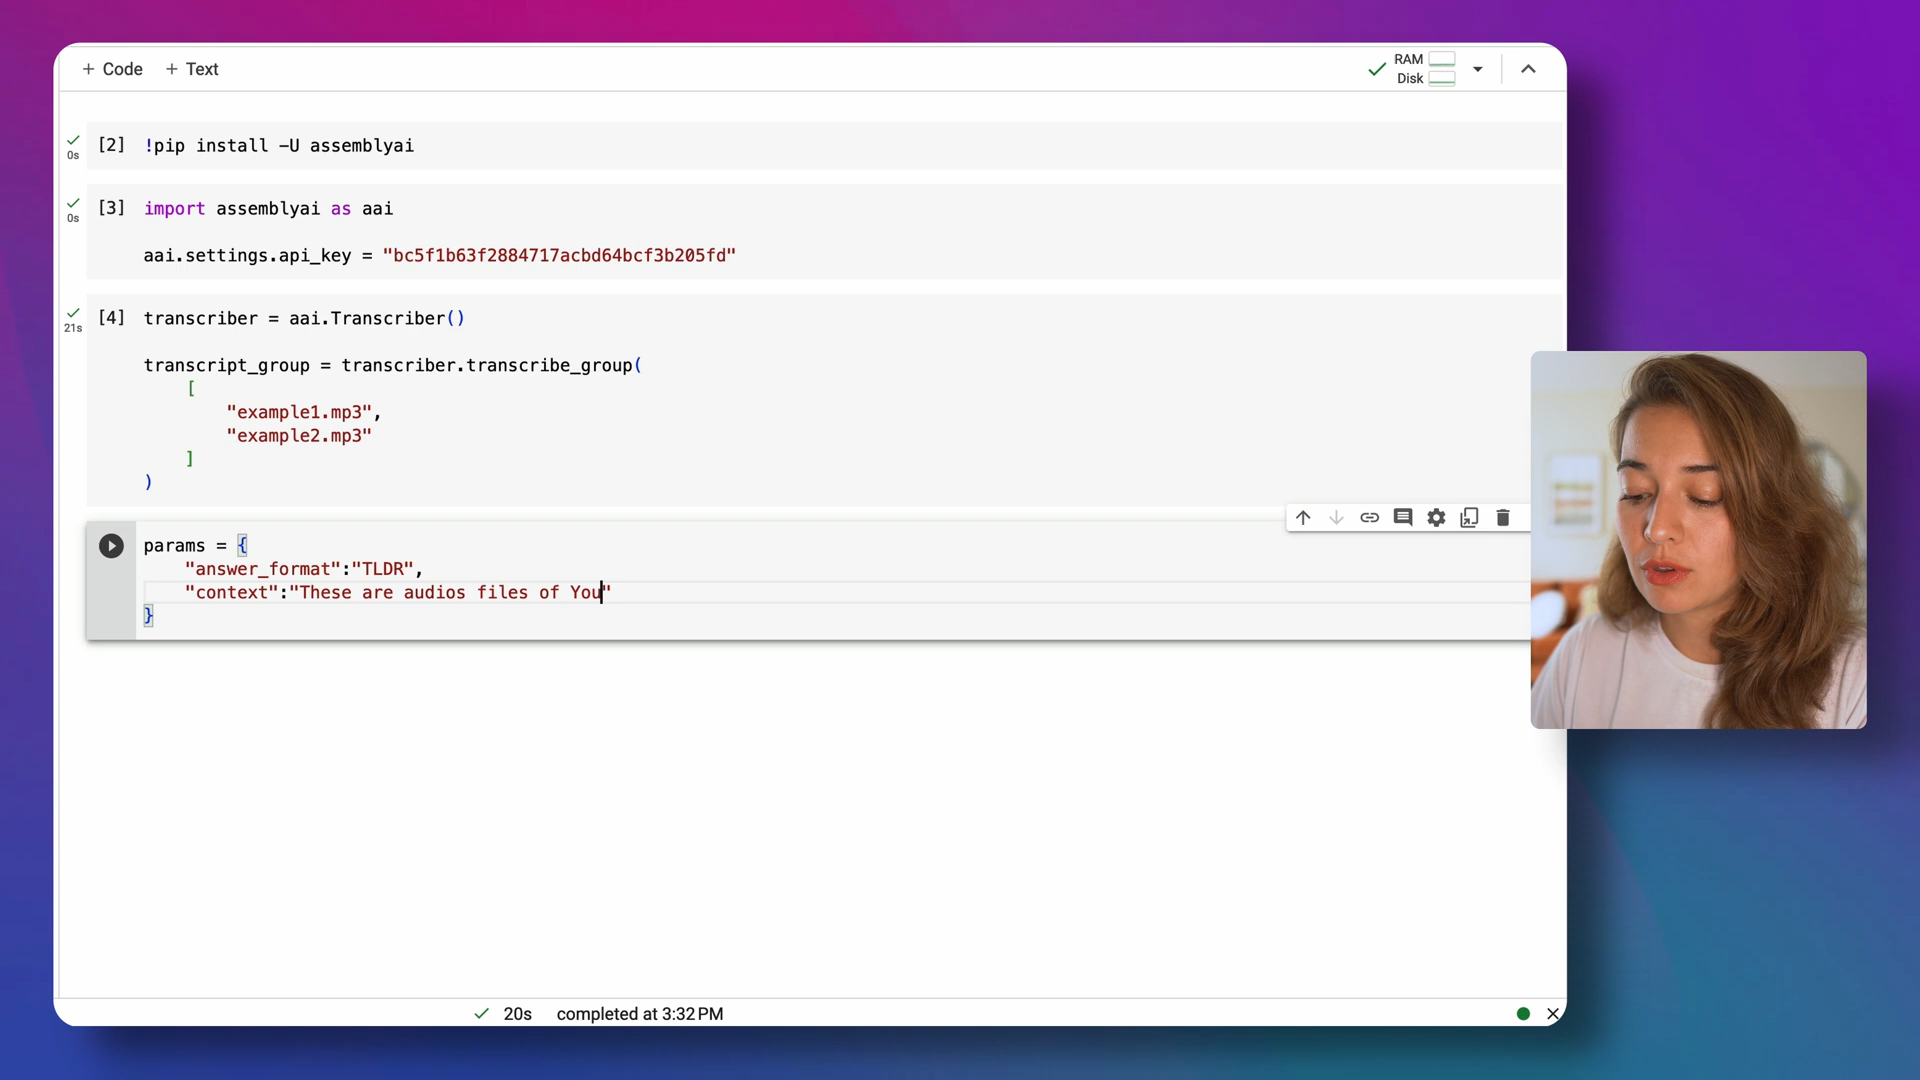 + Code + Text
RAM
Disk
[2] !pip install -U assemblyai
0s
[3] import assemblyai as aai
0s
aai.settings.api_key = "bc5f1b63f2884717acbd64bcf3b205fd"
[4] transcriber = aai.Transcriber()
21s
transcript_group = transcriber.transcribe_group(
[
"example1.mp3",
"example2.mp3"
]
)
params = {
"answer_format":"TLDR",
"context":"These are audios files of You"
}
20s completed at 3:32 PM